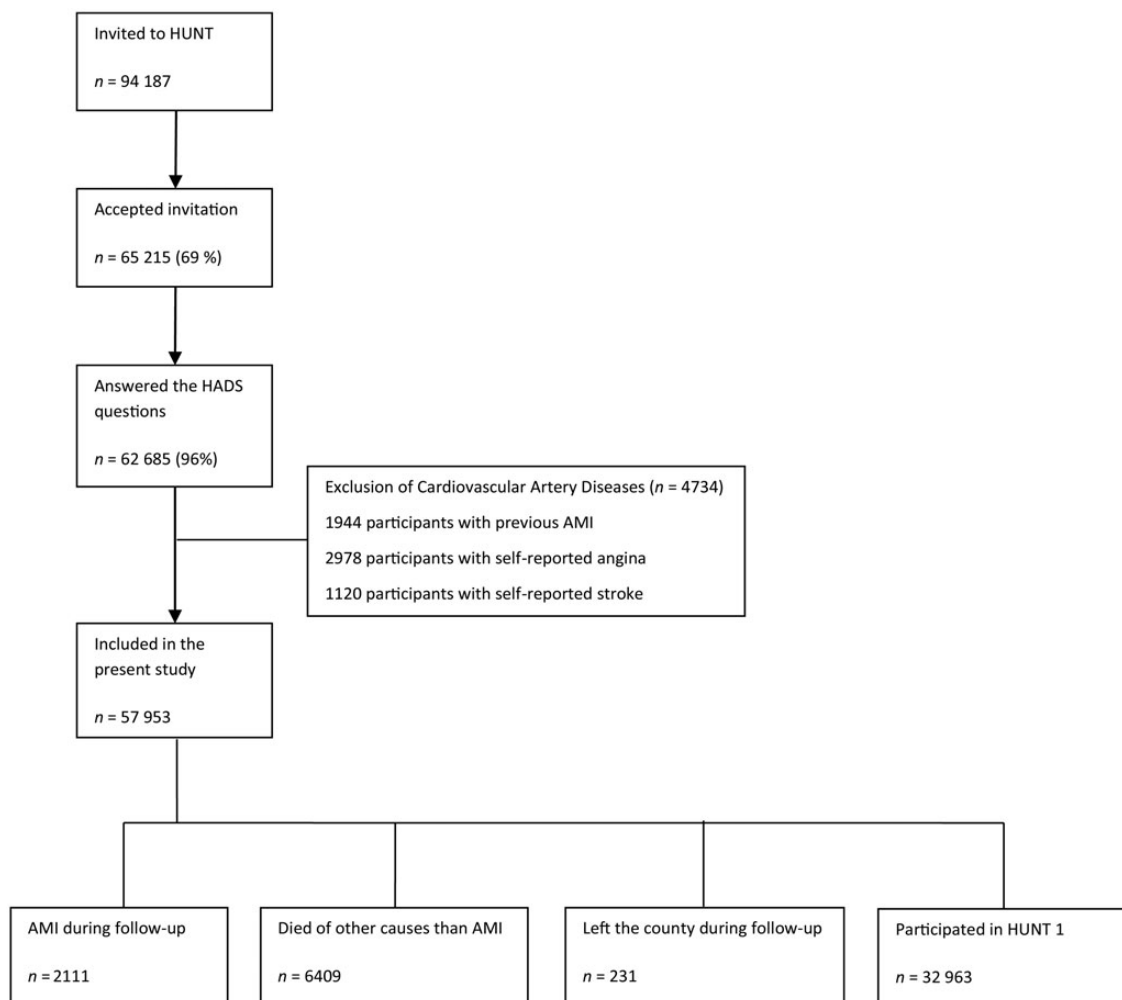 Invited to HUNT
n = 94 187
Accepted invitation
n = 65 215 (69 %)
Answered the HADS
questions
n = 62 685 (96%)
Exclusion of Cardiovascular Artery Diseases (n = 4734)
1944 participants with previous AMI
2978 participants with self-reported angina
1120 participants with self-reported stroke
Included in the
present study
n = 57 953
AMI during follow-up
n = 2111
Died of other causes than AMI
n = 6409
Left the county during follow-up
n = 231
Participated in HUNT 1
n = 32 963